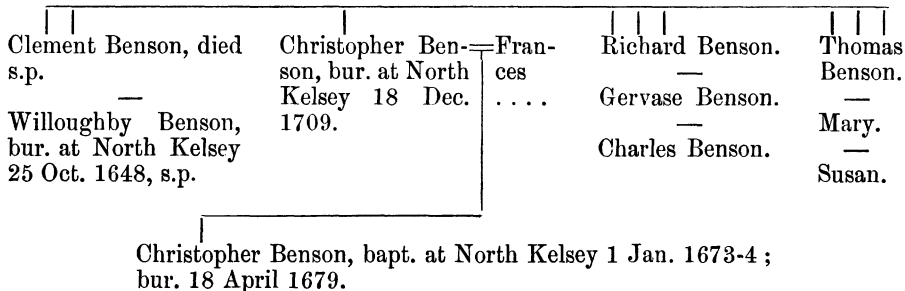 Clement Benson, died
s.p.
—
Willoughby Benson,
bur. at North Kelsey
25 Oct. 1648, s.p.
Christopher Ben-
son, bur. at North
Kelsey 18 Dec.
1709.
=Fran-
ces
. . . .
Richard Benson.
—
Gervase Benson.
—
Charles Benson.
Thomas
Benson.
—
Mary.
—
Susan.
Christopher Benson, bapt. at North Kelsey 1 Jan. 1673-4 ;
bur. 18 April 1679.